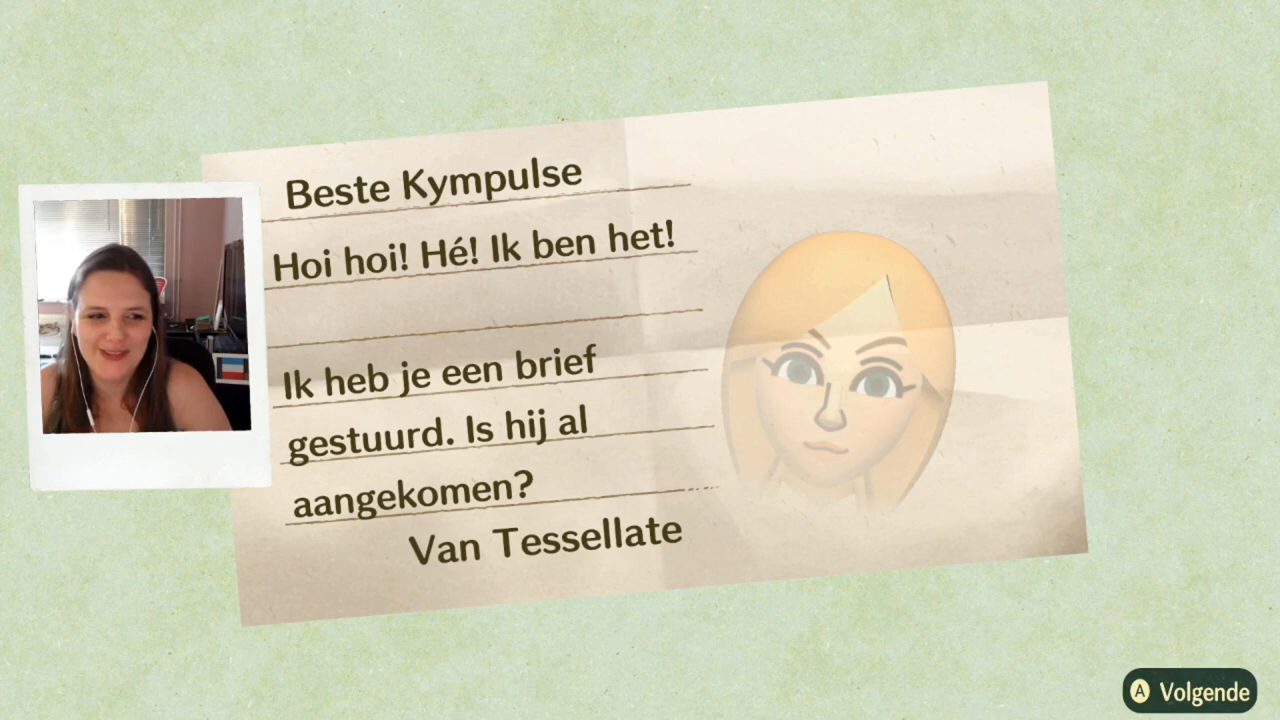 Beste Kympulse
Hoi hoi! Hé! Ik ben het!
Ik heb je een brief
gestuurd. Is hij al
aangekomen?
Van Tessellate
A Volgende